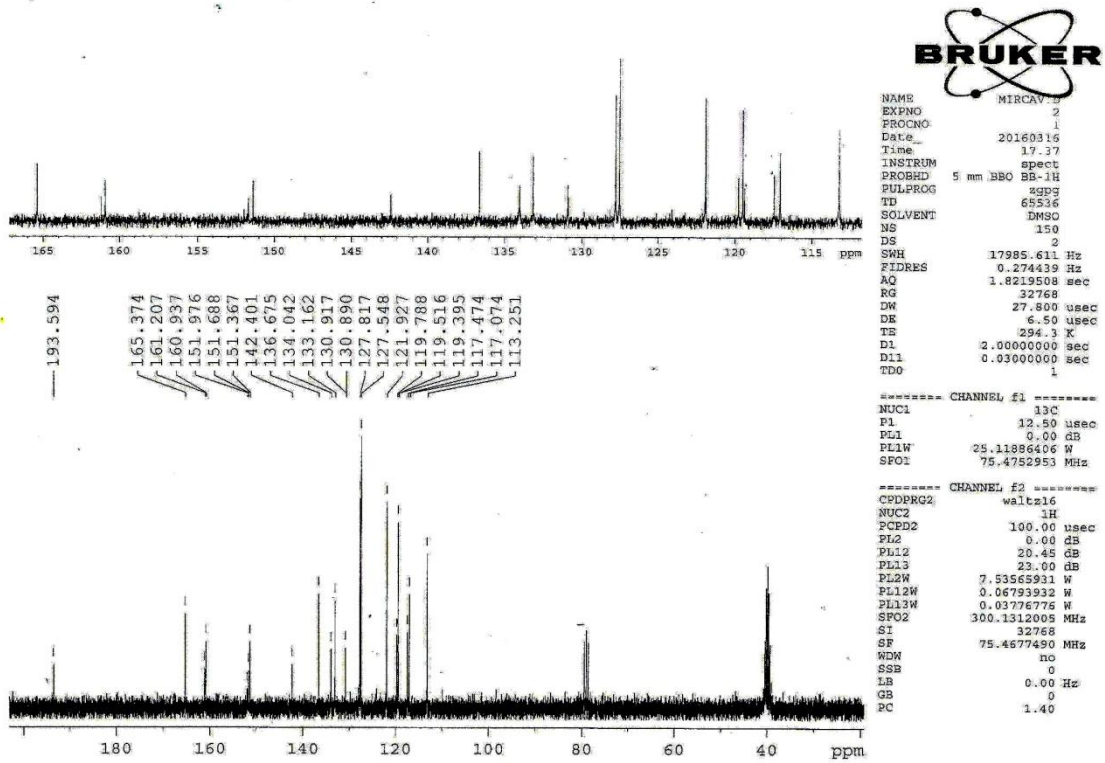 BRUKER
NAME MIRCAV.
EXPNO 2
PROCNO 1
Date_ 20160316
Time 17.37
INSTRUM spect
PROBHD 5 mm BBO BB-1H
PULPROG zgpg
TD 65536
SOLVENT DMSO
NS 150
DS 2
SWH 17985.611 Hz
FIDRES 0.274439 Hz
AQ 1.8219508 sec
RG 32768
DW 27.800 usec
DE 6.50 usec
TE 294.3 K
D1 2.00000000 sec
D11 0.03000000 sec
TD0 1
======== CHANNEL f1 ========
NUC1 13C
P1 12.50 usec
PL1 0.00 dB
PL1W 25.11886406 W
SFO1 75.4752953 MHz
======== CHANNEL f2 ========
CPDPRG2 waltz16
NUC2 1H
PCPD2 100.00 usec
PL2 0.00 dB
PL12 20.45 dB
PL13 23.00 dB
PL2W 7.53565931 W
PL12W 0.06793932 W
PL13W 0.03776776 W
SFO2 300.1312005 MHz
SI 32768
SF 75.4677490 MHz
WDW no
SSB 0
LB 0.00 Hz
GB 0
PC 1.40
165 160 155 150 145 140 135 130 125 120 115 ppm
193.594
165.374
161.207
160.937
151.976
151.688
151.367
142.401
136.675
134.042
133.162
130.917
130.890
127.817
127.548
121.927
119.788
119.516
119.395
117.474
117.074
113.251
180 160 140 120 100 80 60 40 ppm